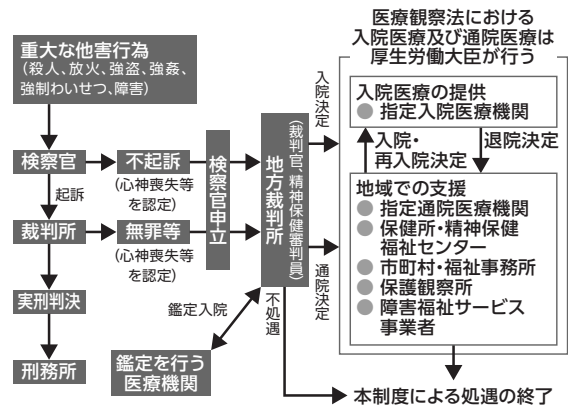 医療観察法における
入院医療及び通院医療は
厚生労働大臣が行う
重大な他害行為
(殺人、放火、強盗、強姦、
強制わいせつ、障害)
検察官
起訴
裁判所
実刑判決
刑務所
不起訴
(心神喪失等
を認定)
無罪等
(心神喪失等
を認定)
検察官申立
地方裁判所
(裁判官、精神保健審判員)
鑑定入院
鑑定を行う
医療機関
入院決定
通院決定
不処遇
入院医療の提供
●指定入院医療機関
入院・
再入院決定
退院決定
地域での支援
●指定通院医療機関
●保健所・精神保健
福祉センター
●市町村・福祉事務所
●保護観察所
●障害福祉サービス
事業者
本制度による処遇の終了